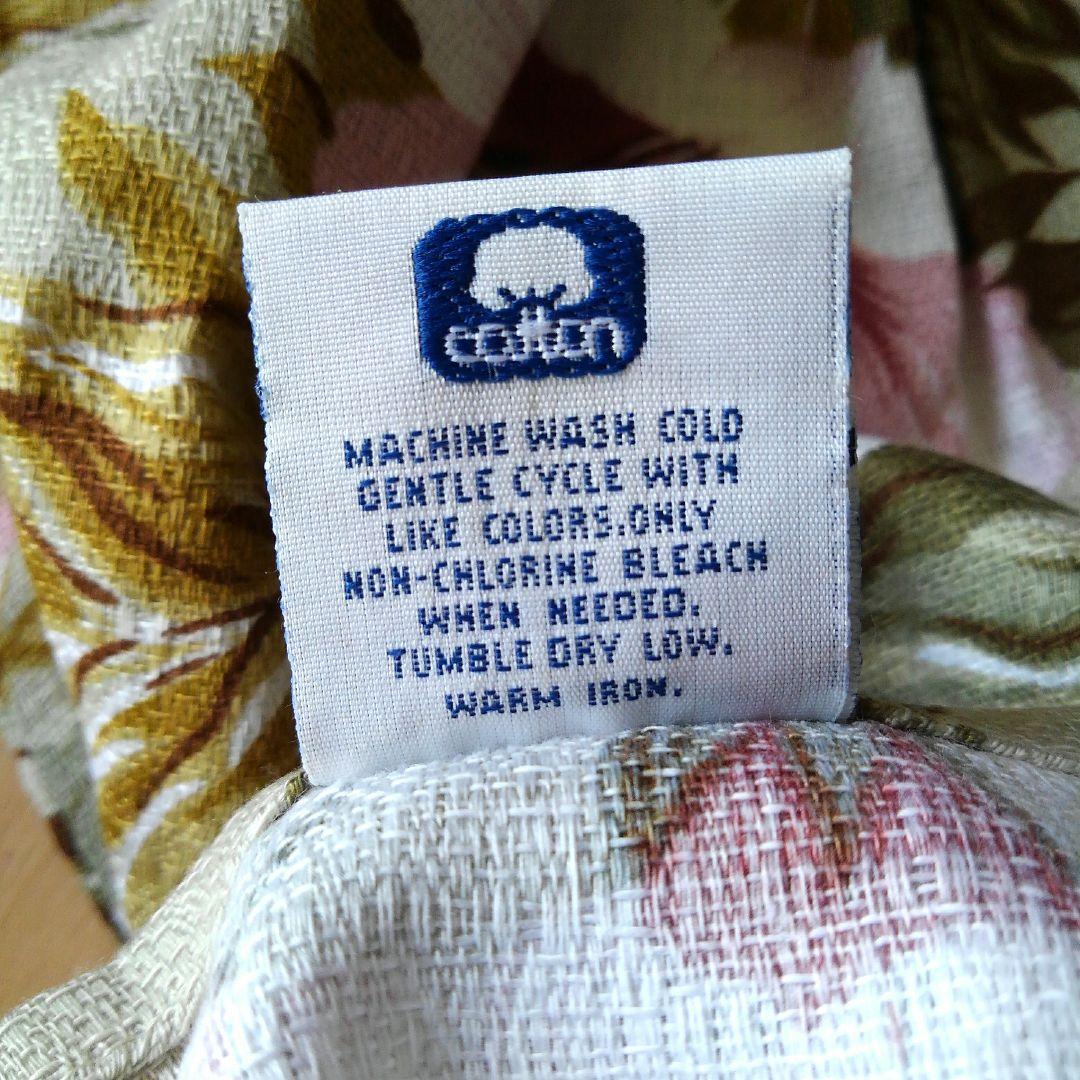 cotton
MACHINE WASH COLD
GENTLE CYCLE WITH
LIKE COLORS.ONLY
NON-CHLORINE BLEACH
WHEN NEEDED.
TUMBLE DRY LOW.
WARM IRON.